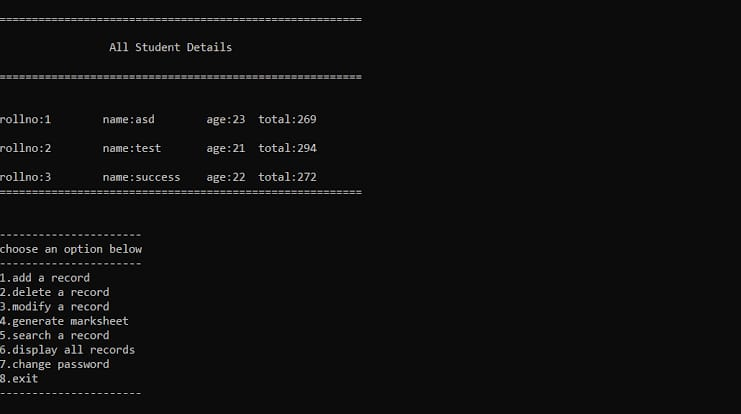 ========================================================
All Student Details
========================================================
rollno:1        name:asd        age:23  total:269
rollno:2        name:test       age:21  total:294
rollno:3        name:success    age:22  total:272
========================================================
----------------------
choose an option below
----------------------
1.add a record
2.delete a record
3.modify a record
4.generate marksheet
5.search a record
6.display all records
7.change password
8.exit
----------------------